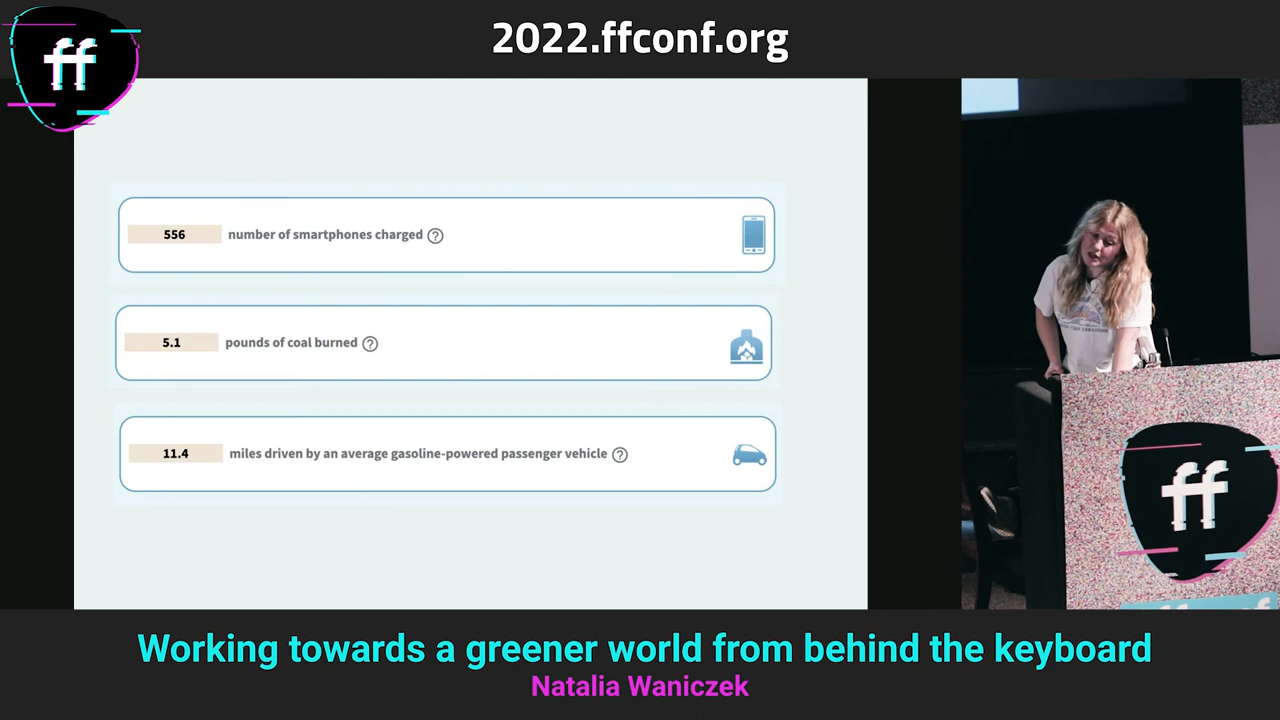 2022.ffconf.org
ff
556 number of smartphones charged ?
5.1 pounds of coal burned ?
11.4 miles driven by an average gasoline-powered passenger vehicle ?
ff
Working towards a greener world from behind the keyboard
Natalia Waniczek